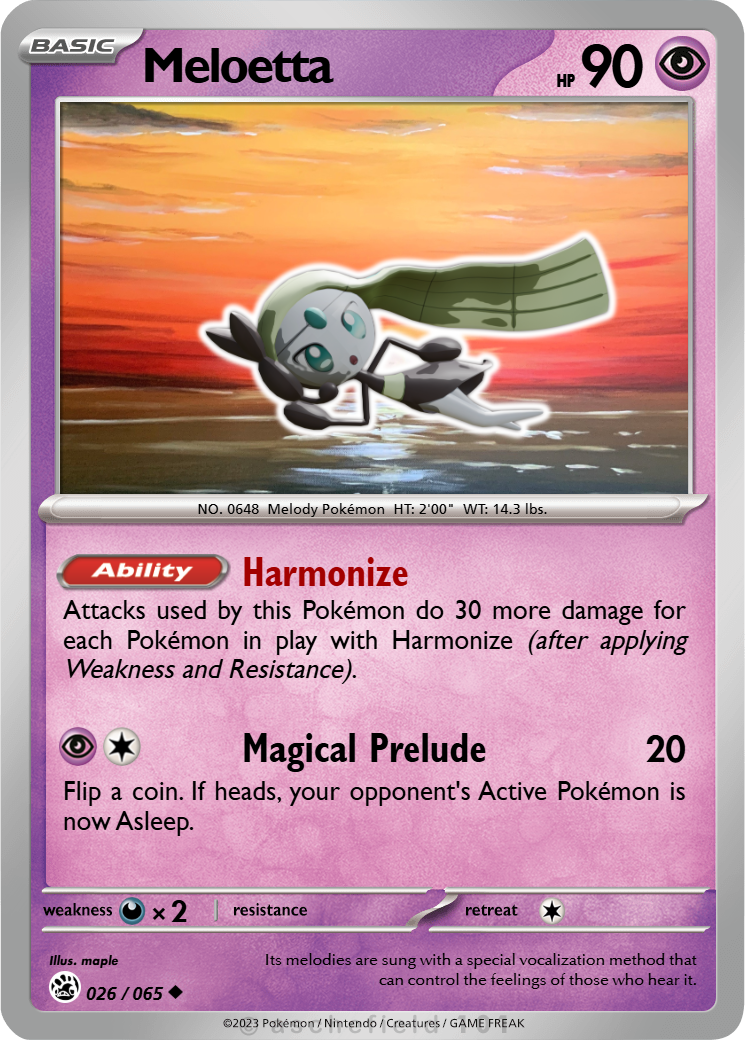 BASIC Meloetta HP 90
NO. 0648 Melody Pokémon HT: 2'00" WT: 14.3 lbs.
Ability Harmonize
Attacks used by this Pokémon do 30 more damage for
each Pokémon in play with Harmonize (after applying
Weakness and Resistance).
Magical Prelude 20
Flip a coin. If heads, your opponent's Active Pokémon is
now Asleep.
weakness × 2 resistance retreat
Illus. maple
Its melodies are sung with a special vocalization method that
can control the feelings of those who hear it.
026 / 065
©2023 Pokémon / Nintendo / Creatures / GAME FREAK